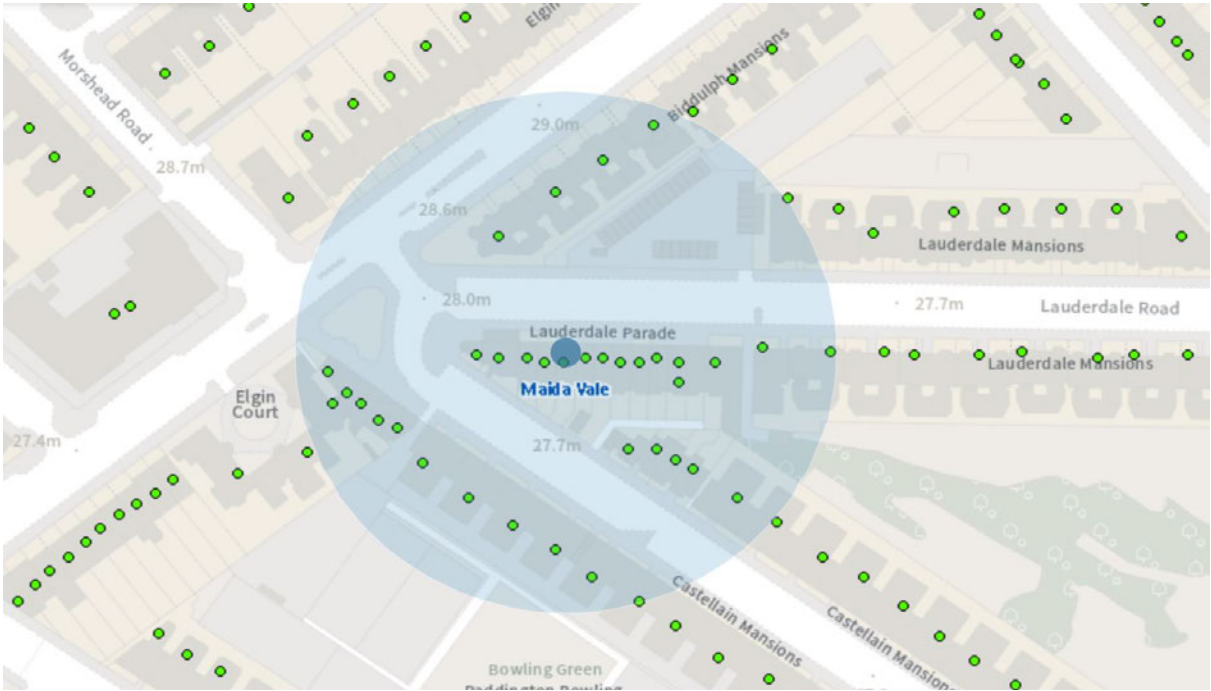 Elgin
Morshead Road
Biddulph Mansions
29.0m
28.7m
28.6m
Lauderdale Mansions
28.0m
27.7m
Lauderdale Road
Lauderdale Parade
Lauderdale Mansions
Maida Vale
Elgin
Court
27.4m
27.7m
Castellain Mansions
Castellain Mansions
Bowling Green
Paddington Bowling